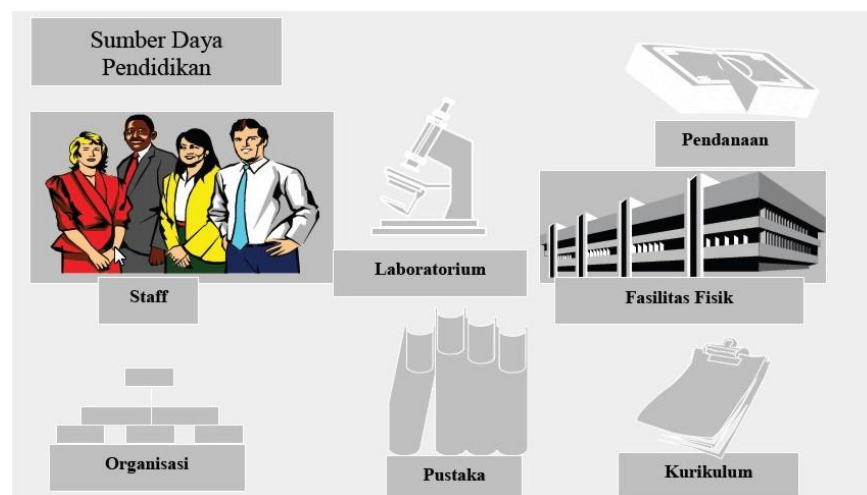 Sumber Daya
Pendidikan
Pendanaan
Staff
Laboratorium
Fasilitas Fisik
Organisasi
Pustaka
Kurikulum